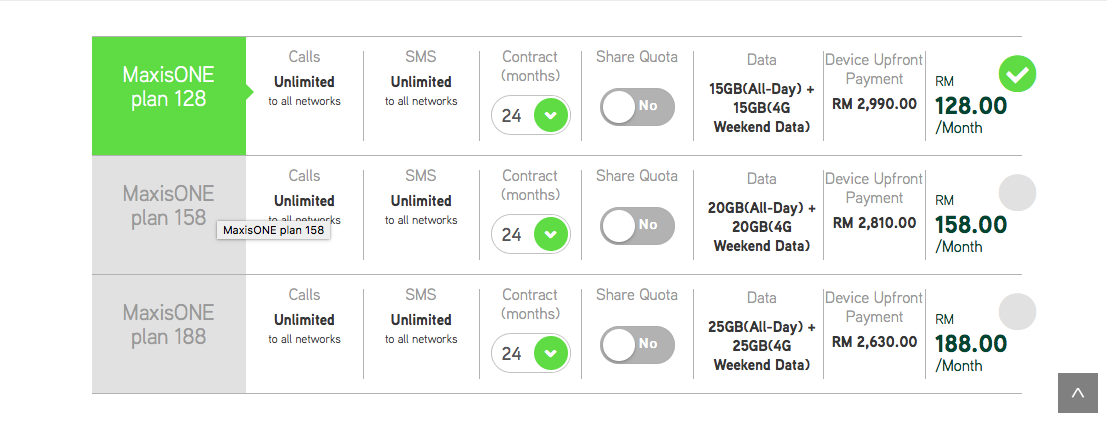 MaxisONE
plan 128
Calls
Unlimited
to all networks
SMS
Unlimited
to all networks
Contract
(months)
24
Share Quota
No
Data
15GB(All-Day) +
15GB(4G
Weekend Data)
Device Upfront
Payment
RM 2,990.00
RM
128.00
/Month
MaxisONE
plan 158
MaxisONE plan 158
Calls
Unlimited
to all networks
SMS
Unlimited
to all networks
Contract
(months)
24
Share Quota
No
Data
20GB(All-Day) +
20GB(4G
Weekend Data)
Device Upfront
Payment
RM 2,810.00
RM
158.00
/Month
MaxisONE
plan 188
Calls
Unlimited
to all networks
SMS
Unlimited
to all networks
Contract
(months)
24
Share Quota
No
Data
25GB(All-Day) +
25GB(4G
Weekend Data)
Device Upfront
Payment
RM 2,630.00
RM
188.00
/Month